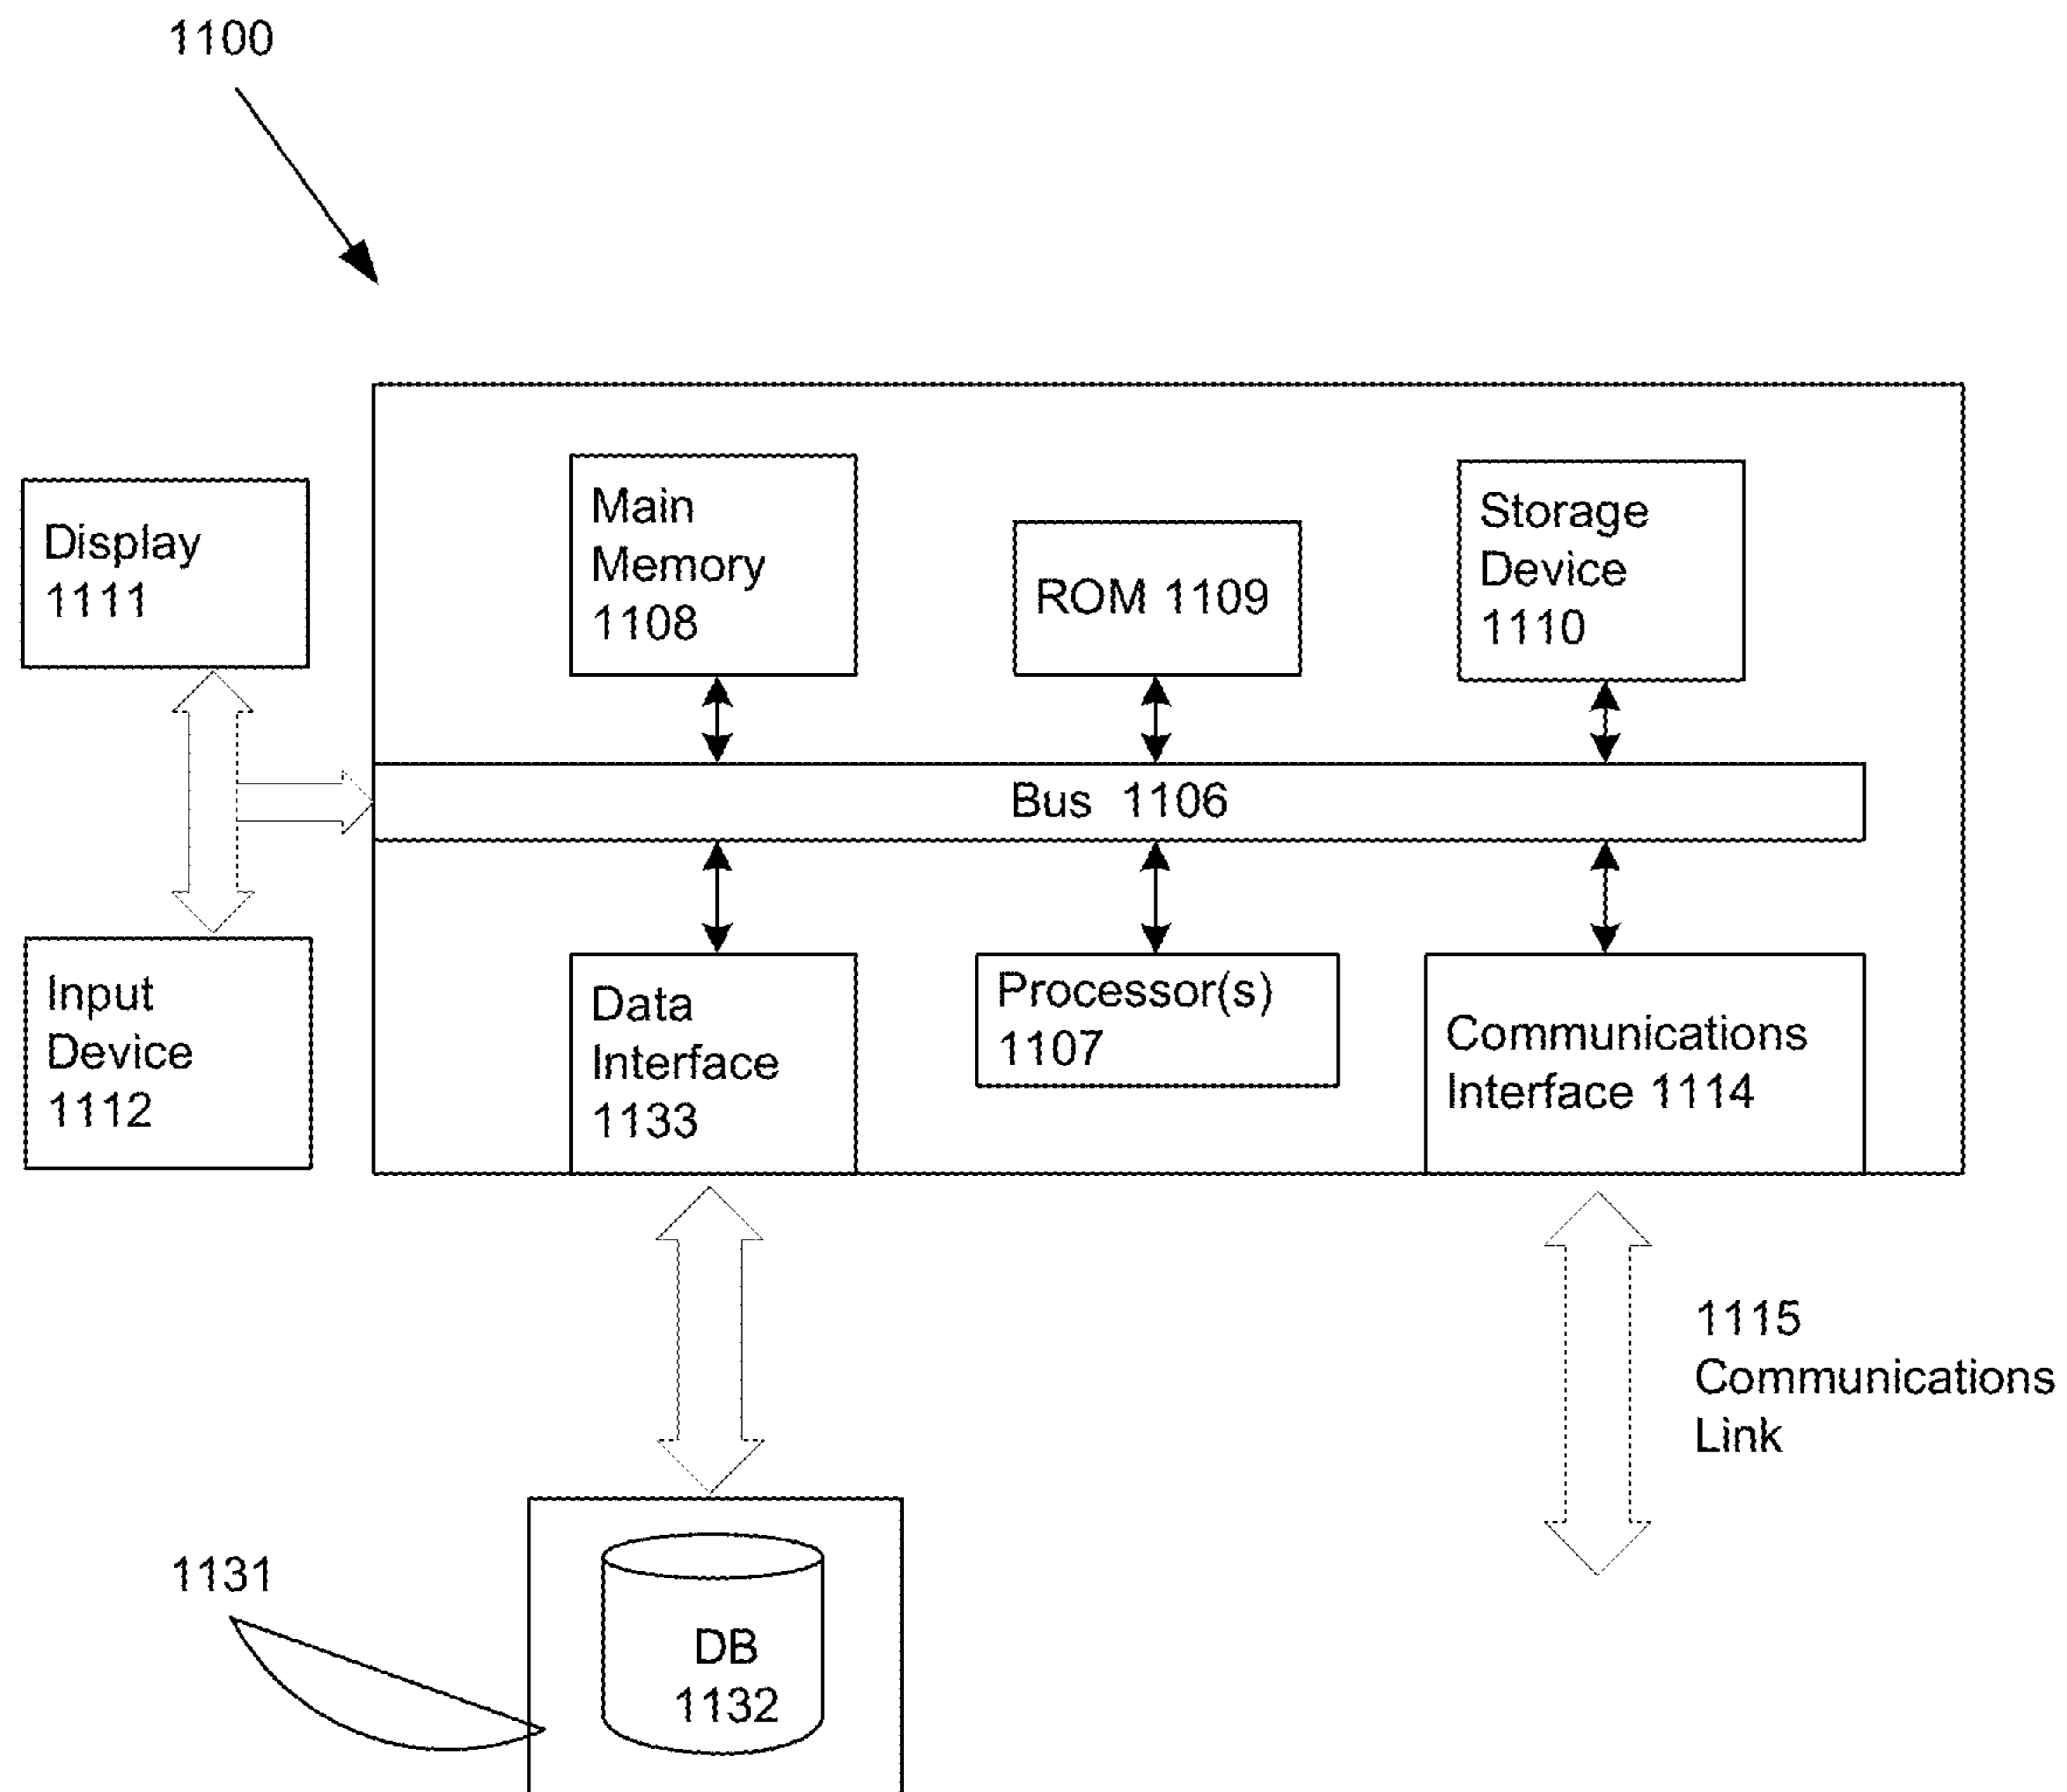 1100
Display
1111
Main
Memory
1108
ROM 1109
Storage
Device
1110
Bus 1106
Input
Device
1112
Data
Interface
1133
Processor(s)
1107
Communications
Interface 1114
1115
Communications
Link
1131
DB
1132